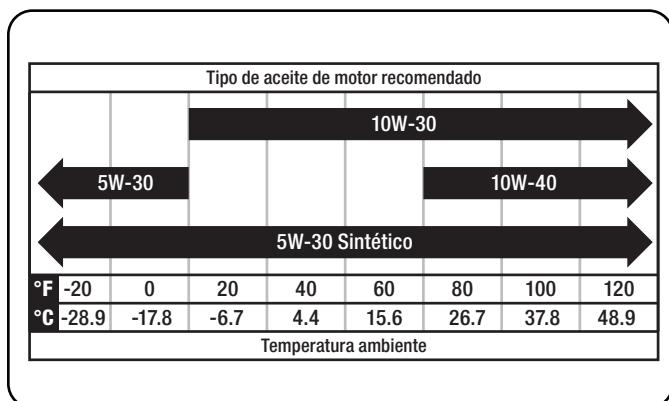 Tipo de aceite de motor recomendado
10W-30
5W-30 10W-40
5W-30 Sintético
°F -20 0 20 40 60 80 100 120
°C -28.9 -17.8 -6.7 4.4 15.6 26.7 37.8 48.9
Temperatura ambiente